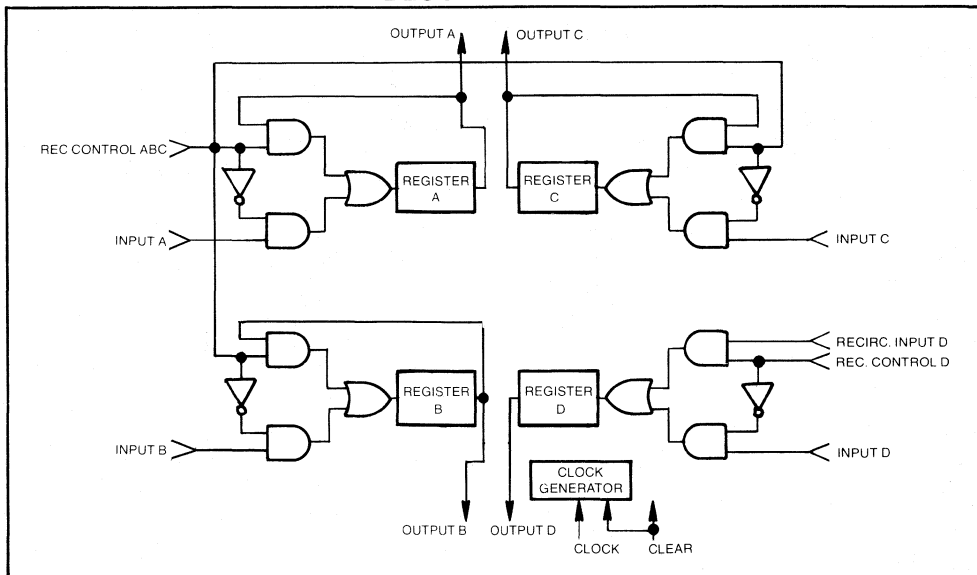 OUTPUT A
OUTPUT C
REC CONTROL ABC
REGISTER
A
REGISTER
C
INPUT A
INPUT C
RECIRC. INPUT D
REC. CONTROL D
REGISTER
B
REGISTER
D
INPUT B
INPUT D
CLOCK
GENERATOR
OUTPUT B
OUTPUT D
CLOCK
CLEAR